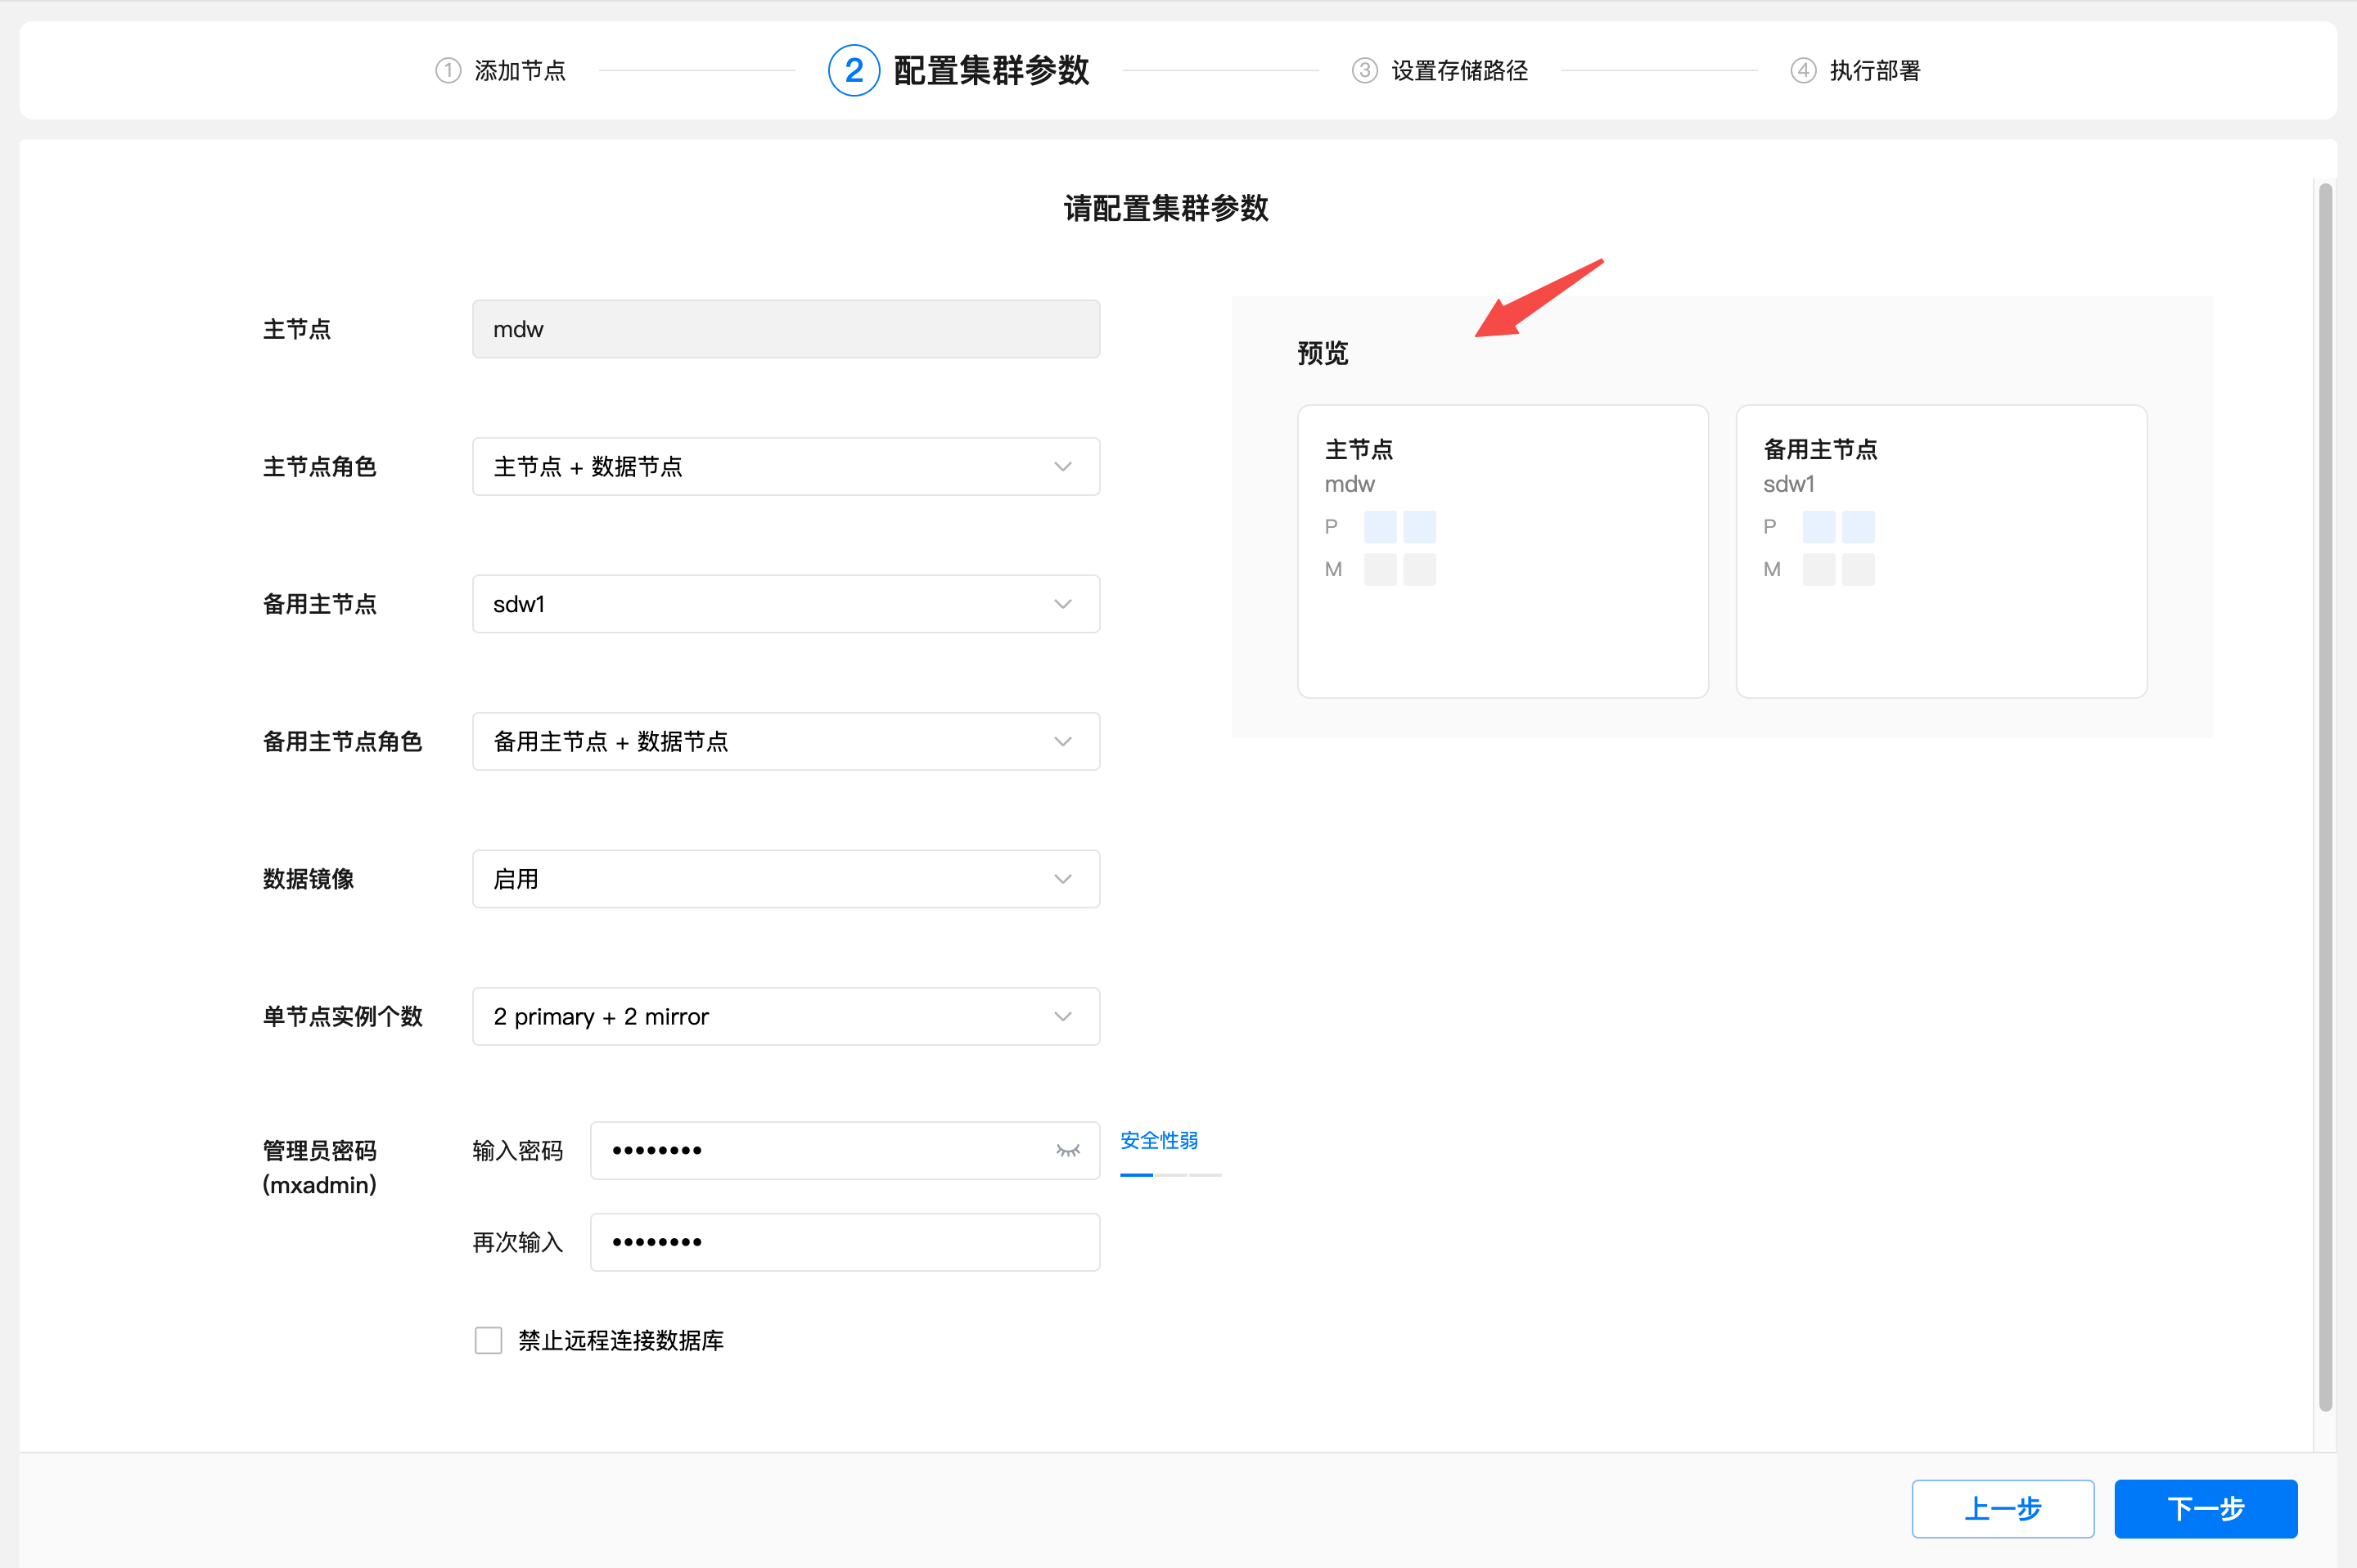 1 添加节点
2 配置集群参数
3 设置存储路径
4 执行部署
请配置集群参数
主节点
mdw
主节点角色
主节点 + 数据节点
备用主节点
sdw1
备用主节点角色
备用主节点 + 数据节点
数据镜像
启用
单节点实例个数
2 primary + 2 mirror
管理员密码
(mxadmin)
输入密码
••••••••
安全性弱
再次输入
••••••••
禁止远程连接数据库
预览
主节点
mdw
P
M
备用主节点
sdw1
P
M
上一步
下一步